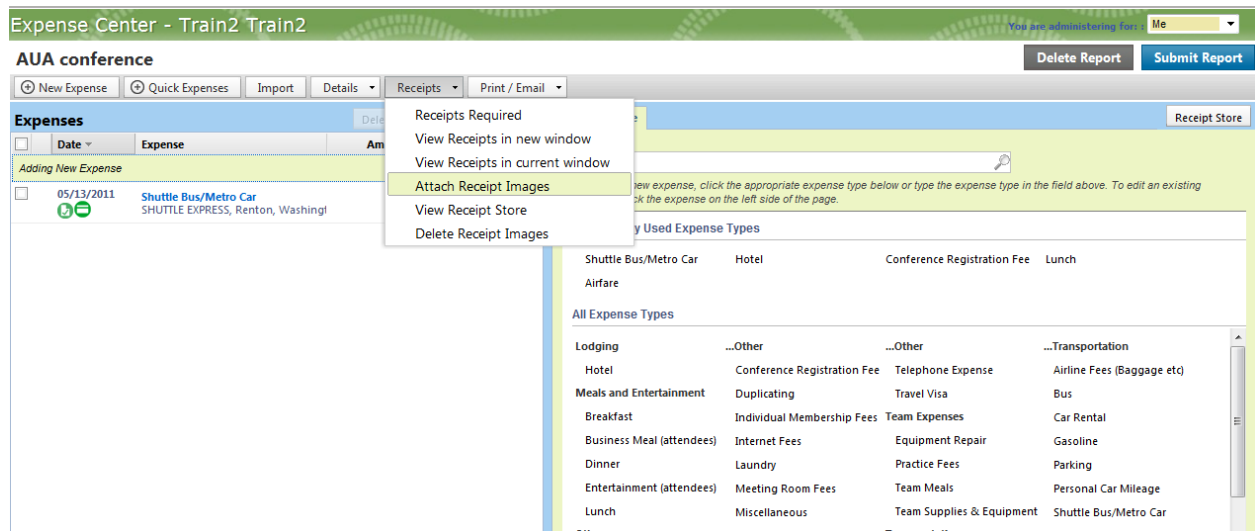 Expense Center - Train2 Train2
You are administering for: : Me
AUA conference
Delete Report
Submit Report
New Expense
Quick Expenses
Import
Details
Receipts
Print / Email
Expenses
Dele
Receipt Store
Date
Expense
Am
Adding New Expense
05/13/2011
Shuttle Bus/Metro Car
SHUTTLE EXPRESS, Renton, Washingt
Receipts Required
View Receipts in new window
View Receipts in current window
Attach Receipt Images
View Receipt Store
Delete Receipt Images
new expense, click the appropriate expense type below or type the expense type in the field above. To edit an existing
ck the expense on the left side of the page.
y Used Expense Types
Shuttle Bus/Metro Car Hotel Conference Registration Fee Lunch
Airfare
All Expense Types
Lodging ...Other ...Other ...Transportation
Hotel Conference Registration Fee Telephone Expense Airline Fees (Baggage etc)
Meals and Entertainment Duplicating Travel Visa Bus
Breakfast Individual Membership Fees Team Expenses Car Rental
Business Meal (attendees) Internet Fees Equipment Repair Gasoline
Dinner Laundry Practice Fees Parking
Entertainment (attendees) Meeting Room Fees Team Meals Personal Car Mileage
Lunch Miscellaneous Team Supplies & Equipment Shuttle Bus/Metro Car